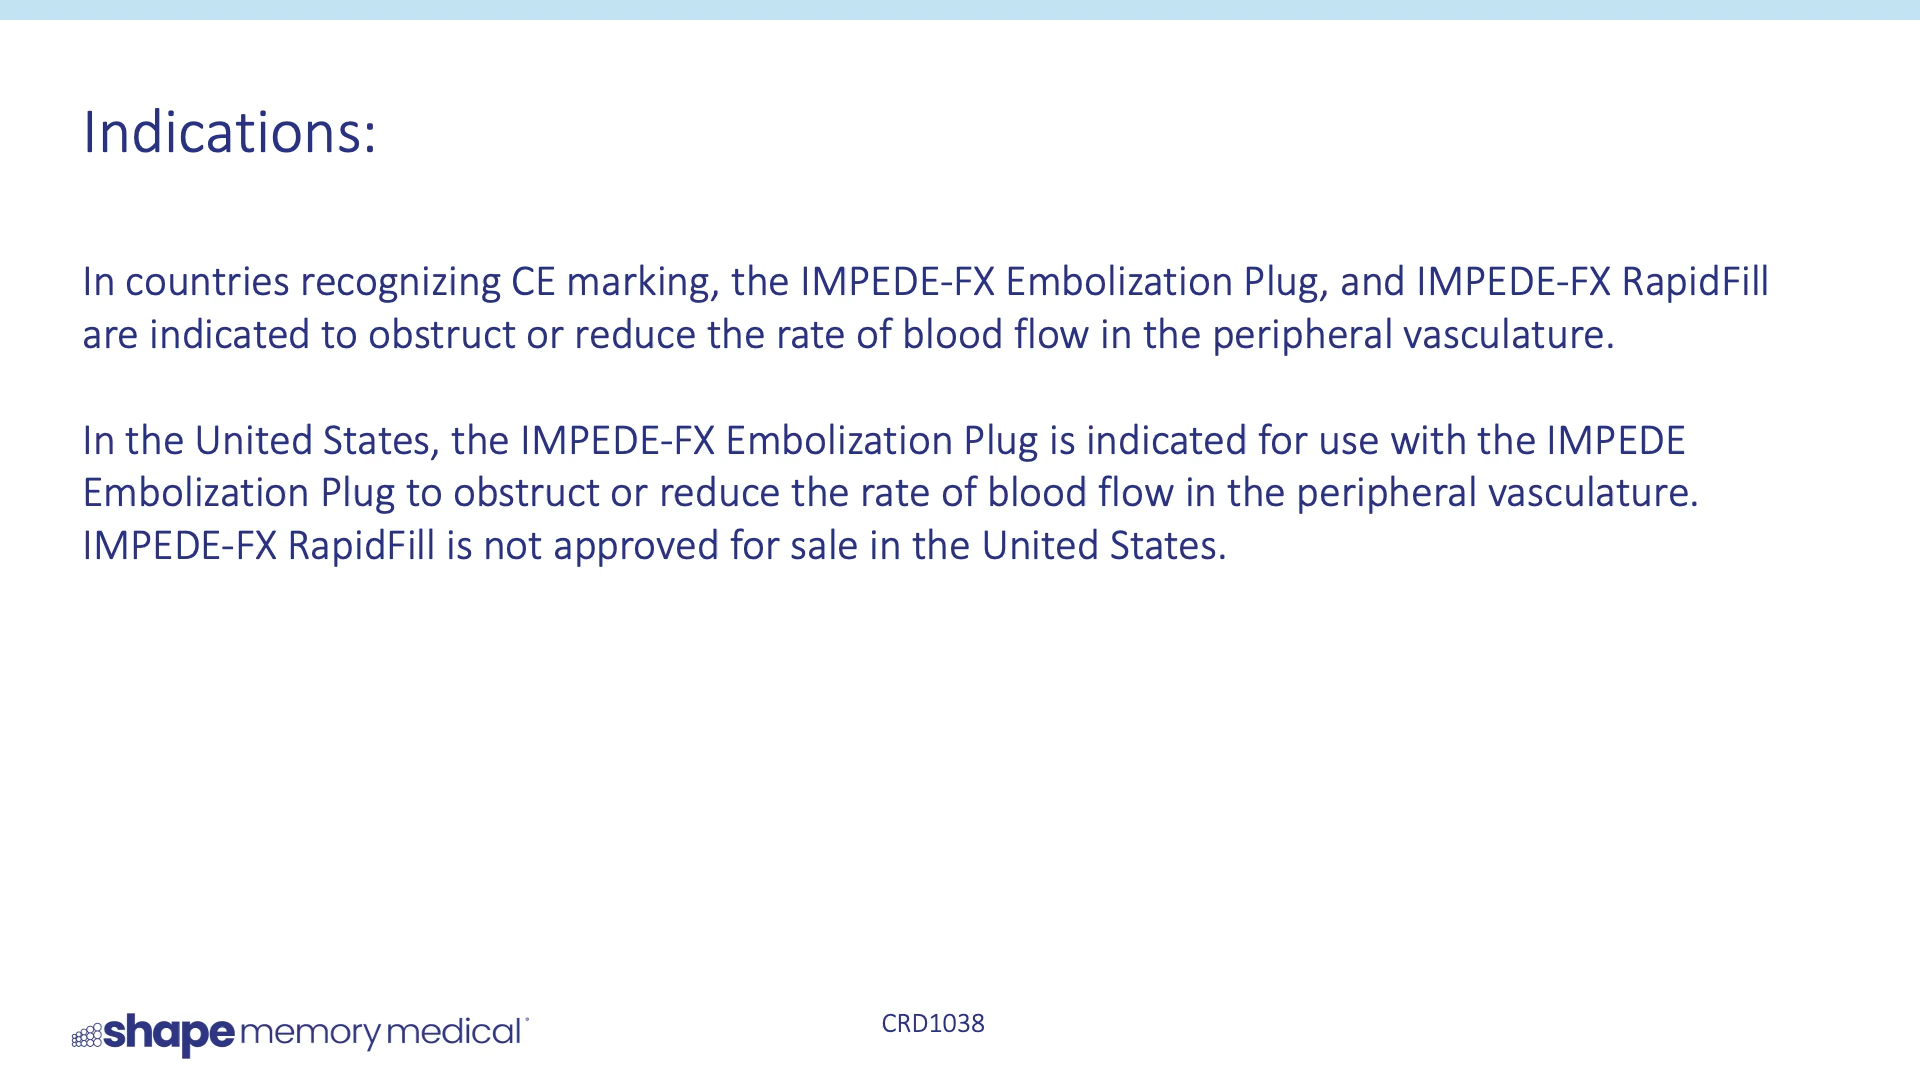 Indications:
In countries recognizing CE marking, the IMPEDE-FX Embolization Plug, and IMPEDE-FX RapidFill
are indicated to obstruct or reduce the rate of blood flow in the peripheral vasculature.
In the United States, the IMPEDE-FX Embolization Plug is indicated for use with the IMPEDE
Embolization Plug to obstruct or reduce the rate of blood flow in the peripheral vasculature.
IMPEDE-FX RapidFill is not approved for sale in the United States.
shape memory medical
CRD1038